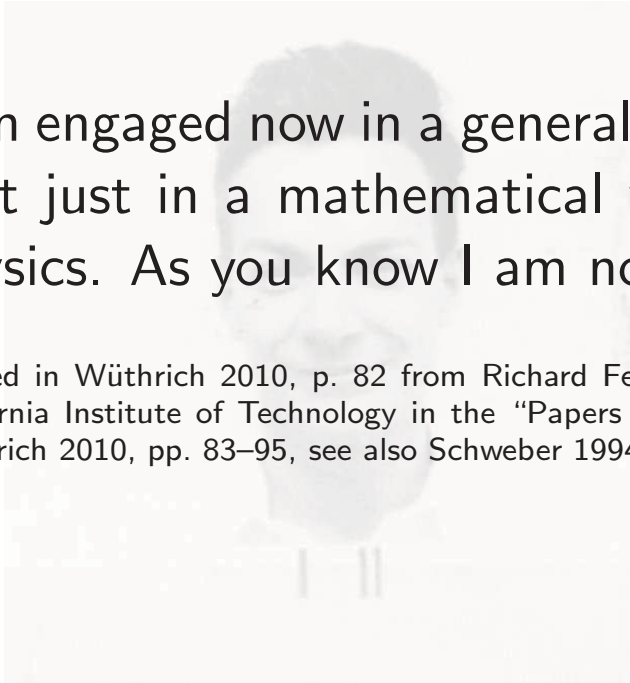 n engaged now in a general
t just in a mathematical
sics. As you know I am no
ed in Wüthrich 2010, p. 82 from Richard Fe
rnia Institute of Technology in the “Papers
rich 2010, pp. 83–95, see also Schweber 1994